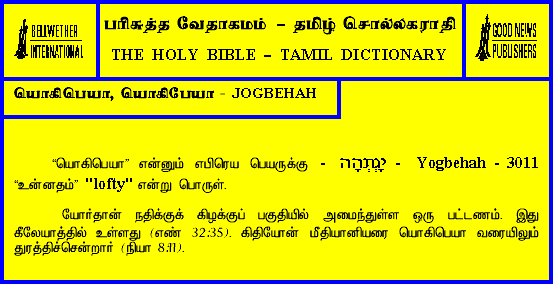 BELLWETHER
INTERNATIONAL
பரிசுத்த வேதாகமம் – தமிழ் சொல்லகராதி
THE HOLY BIBLE – TAMIL DICTIONARY
GOOD NEWS
PUBLISHERS
யொகிபெயா, யொகிபேயா - JOGBEHAH
“யொகிபெயா” என்னும் எபிரெய பெயருக்கு - יָגְבְּהָה - Yogbehah - 3011
“உன்னதம்” "lofty" என்று பொருள்.
யோர்தான் நதிக்குக் கிழக்குப் பகுதியில் அமைந்துள்ள ஒரு பட்டணம். இது
கீலேயாத்தில் உள்ளது (எண் 32:35). கிதியோன் மீதியானியரை யொகிபெயா வரையிலும்
துரத்திச்சென்றார் (நியா 8:11).